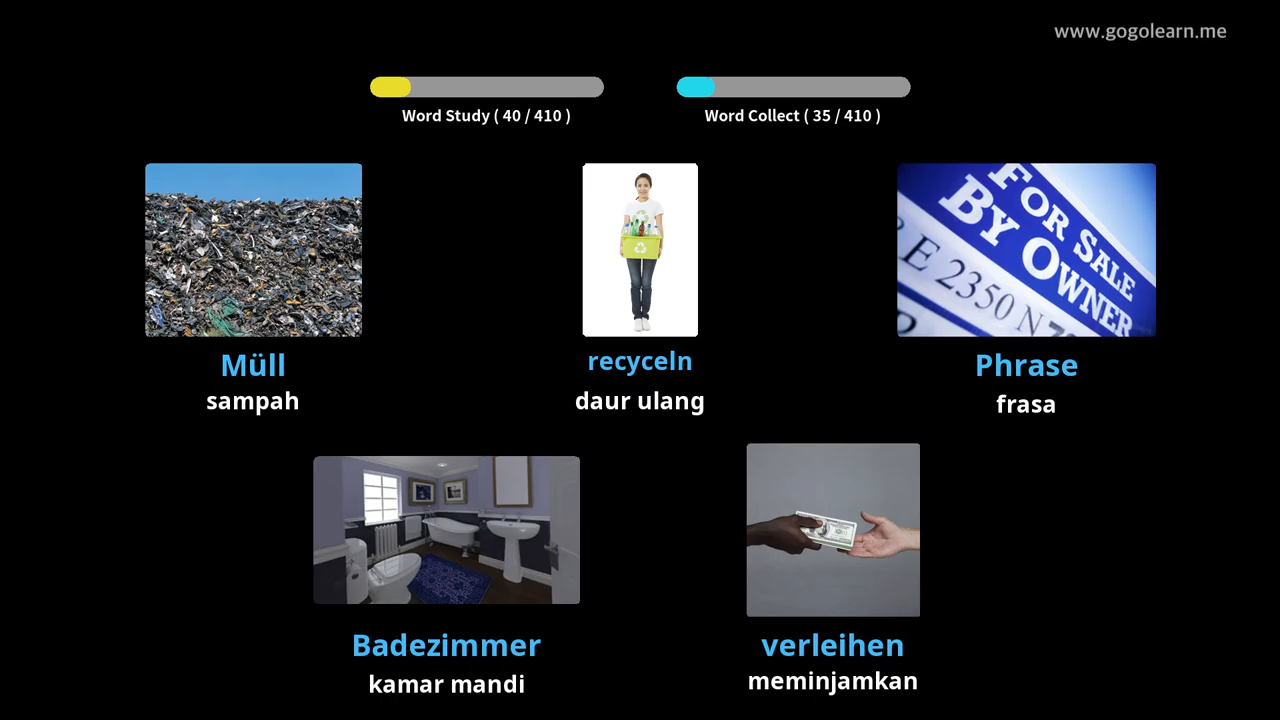 www.gogolearn.me
Word Study ( 40 / 410 )
Word Collect ( 35 / 410 )
FOR SALE
BY OWNER
E 2350 N
Müll
sampah
recyceln
daur ulang
Phrase
frasa
Badezimmer
kamar mandi
verleihen
meminjamkan